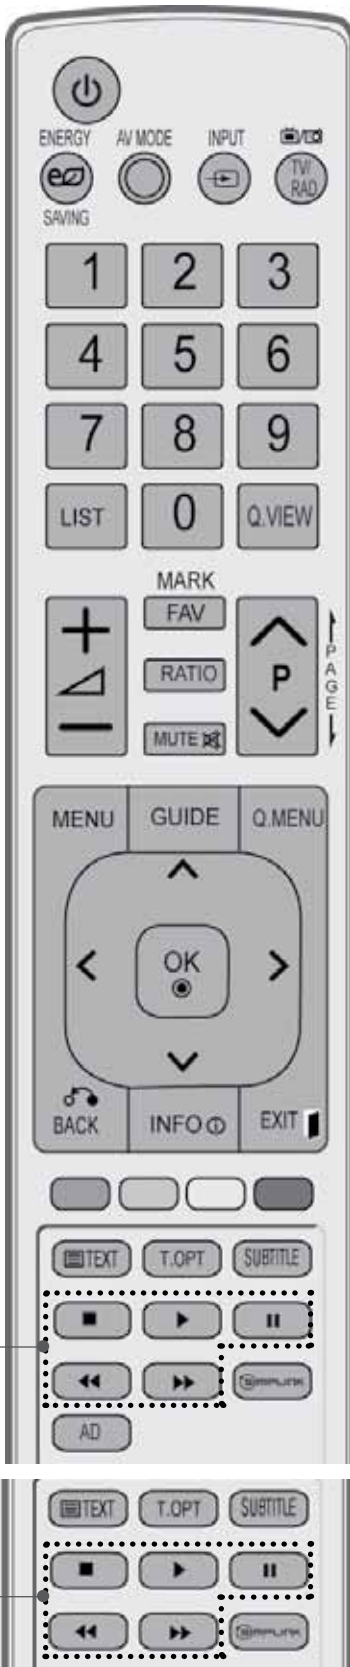 ENERGY AV MODE INPUT
TV/
RAD
SAVING
1 2 3
4 5 6
7 8 9
LIST 0 Q.VIEW
MARK
FAV
RATIO
P
PAGE
MUTE
MENU GUIDE Q.MENU
OK
BACK INFO EXIT
TEXT T.OPT SUBTITLE
SIMPLINK
AD
TEXT T.OPT SUBTITLE
SIMPLINK